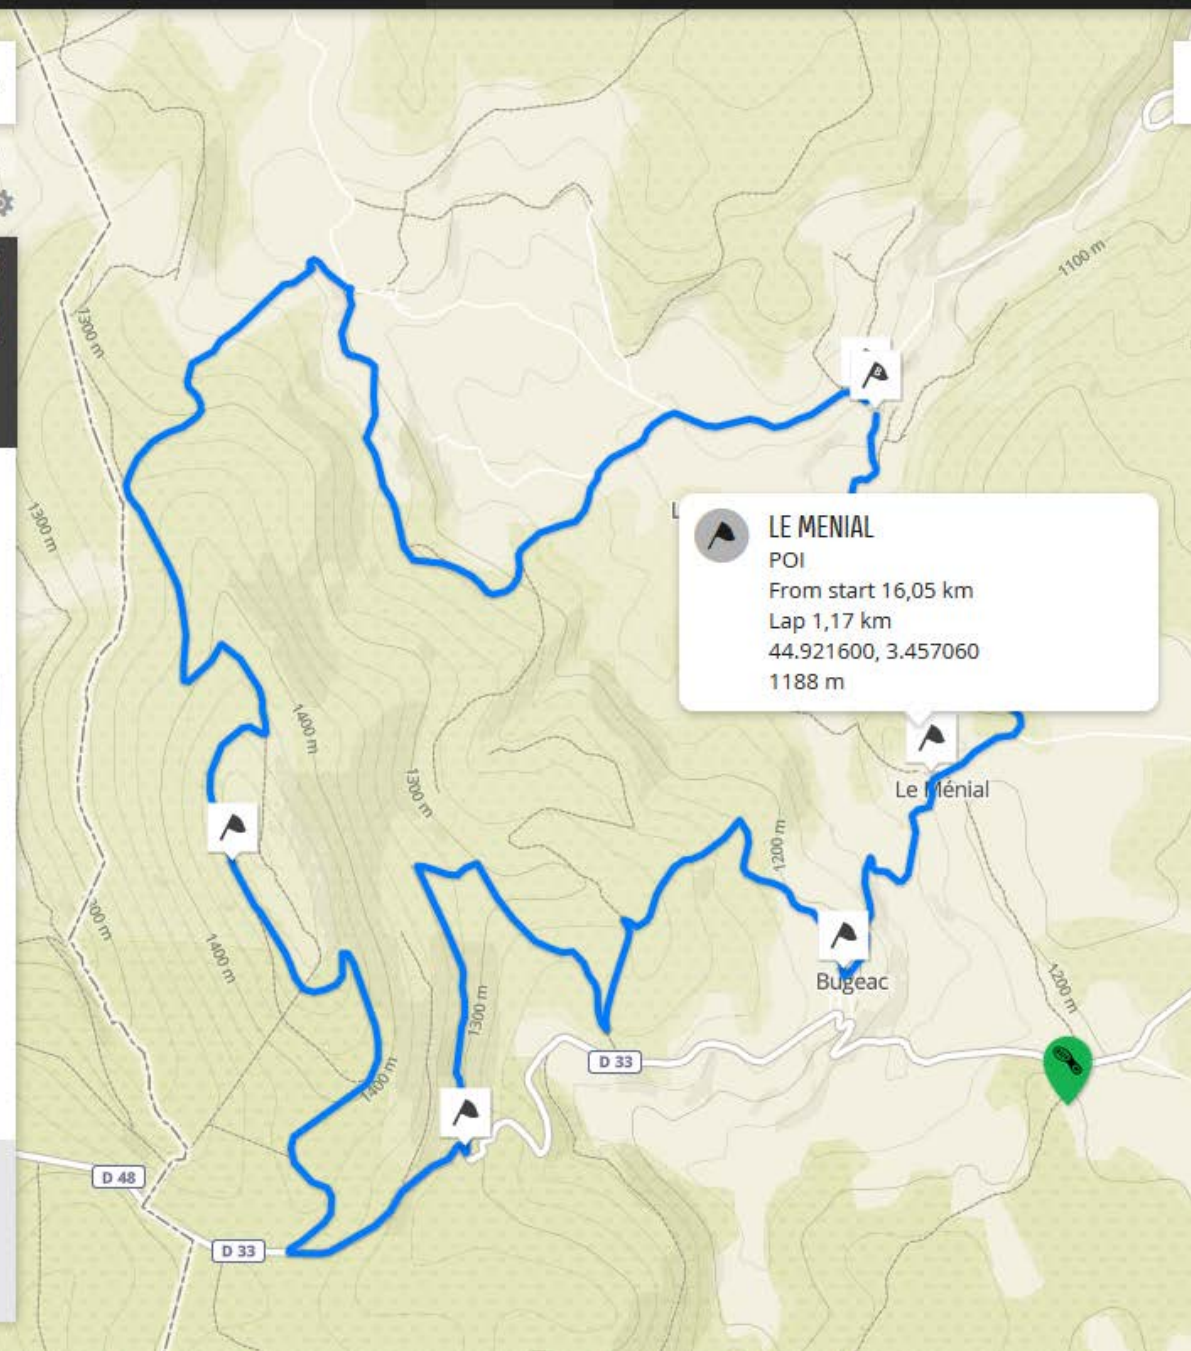 1100 m
1300 m
B
1300 m
L
LE MENIAL
POI
From start 16,05 km
Lap 1,17 km
44.921600, 3.457060
1188 m
1400 m
1300 m
Le Ménial
1200 m
300 m
1400 m
Bugeac
1200 m
1300 m
D 33
1400 m
D 48
D 33